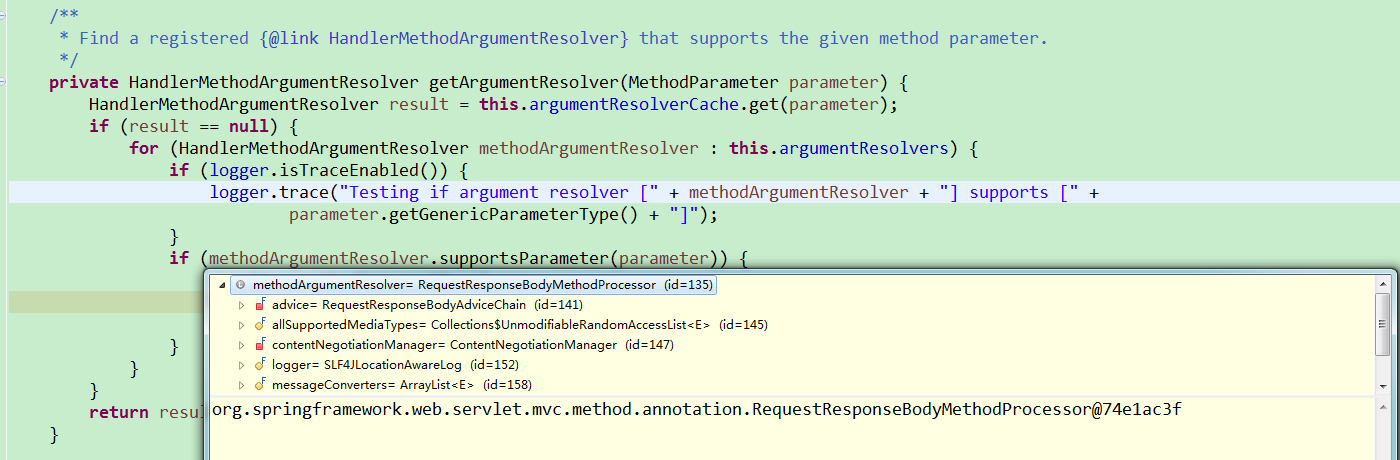 /**
* Find a registered {@link HandlerMethodArgumentResolver} that supports the given method parameter.
*/
private HandlerMethodArgumentResolver getArgumentResolver(MethodParameter parameter) {
HandlerMethodArgumentResolver result = this.argumentResolverCache.get(parameter);
if (result == null) {
for (HandlerMethodArgumentResolver methodArgumentResolver : this.argumentResolvers) {
if (logger.isTraceEnabled()) {
logger.trace("Testing if argument resolver [" + methodArgumentResolver + "] supports [" +
parameter.getGenericParameterType() + "]");
}
if (methodArgumentResolver.supportsParameter(parameter)) {
methodArgumentResolver= RequestResponseBodyMethodProcessor (id=135)
advice= RequestResponseBodyAdviceChain (id=141)
allSupportedMediaTypes= Collections$UnmodifiableRandomAccessList<E> (id=145)
contentNegotiationManager= ContentNegotiationManager (id=147)
}
logger= SLF4JLocationAwareLog (id=152)
}
messageConverters= ArrayList<E> (id=158)
}
return resul
org.springframework.web.servlet.mvc.method.annotation.RequestResponseBodyMethodProcessor@74e1ac3f
}